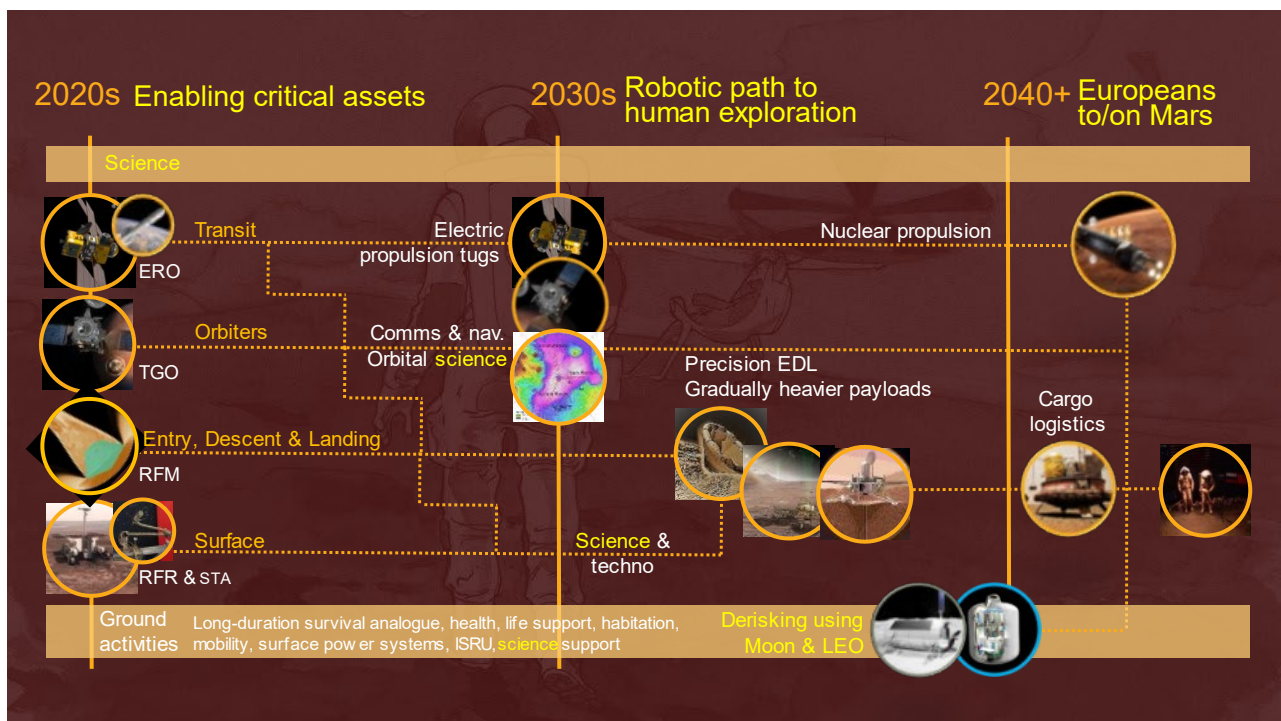 2020s Enabling critical assets
2030s Robotic path to
human exploration
2040+ Europeans
to/on Mars
Science
Transit
ERO
Electric
propulsion tugs
Nuclear propulsion
Orbiters
TGO
Comms & nav.
Orbital science
Precision EDL
Gradually heavier payloads
Cargo
logistics
Entry, Descent & Landing
RFM
Surface
RFR & STA
Science &
techno
Ground
activities
Long-duration survival analogue, health, life support, habitation,
mobility, surface power systems, ISRU, science support
Derisking using
Moon & LEO